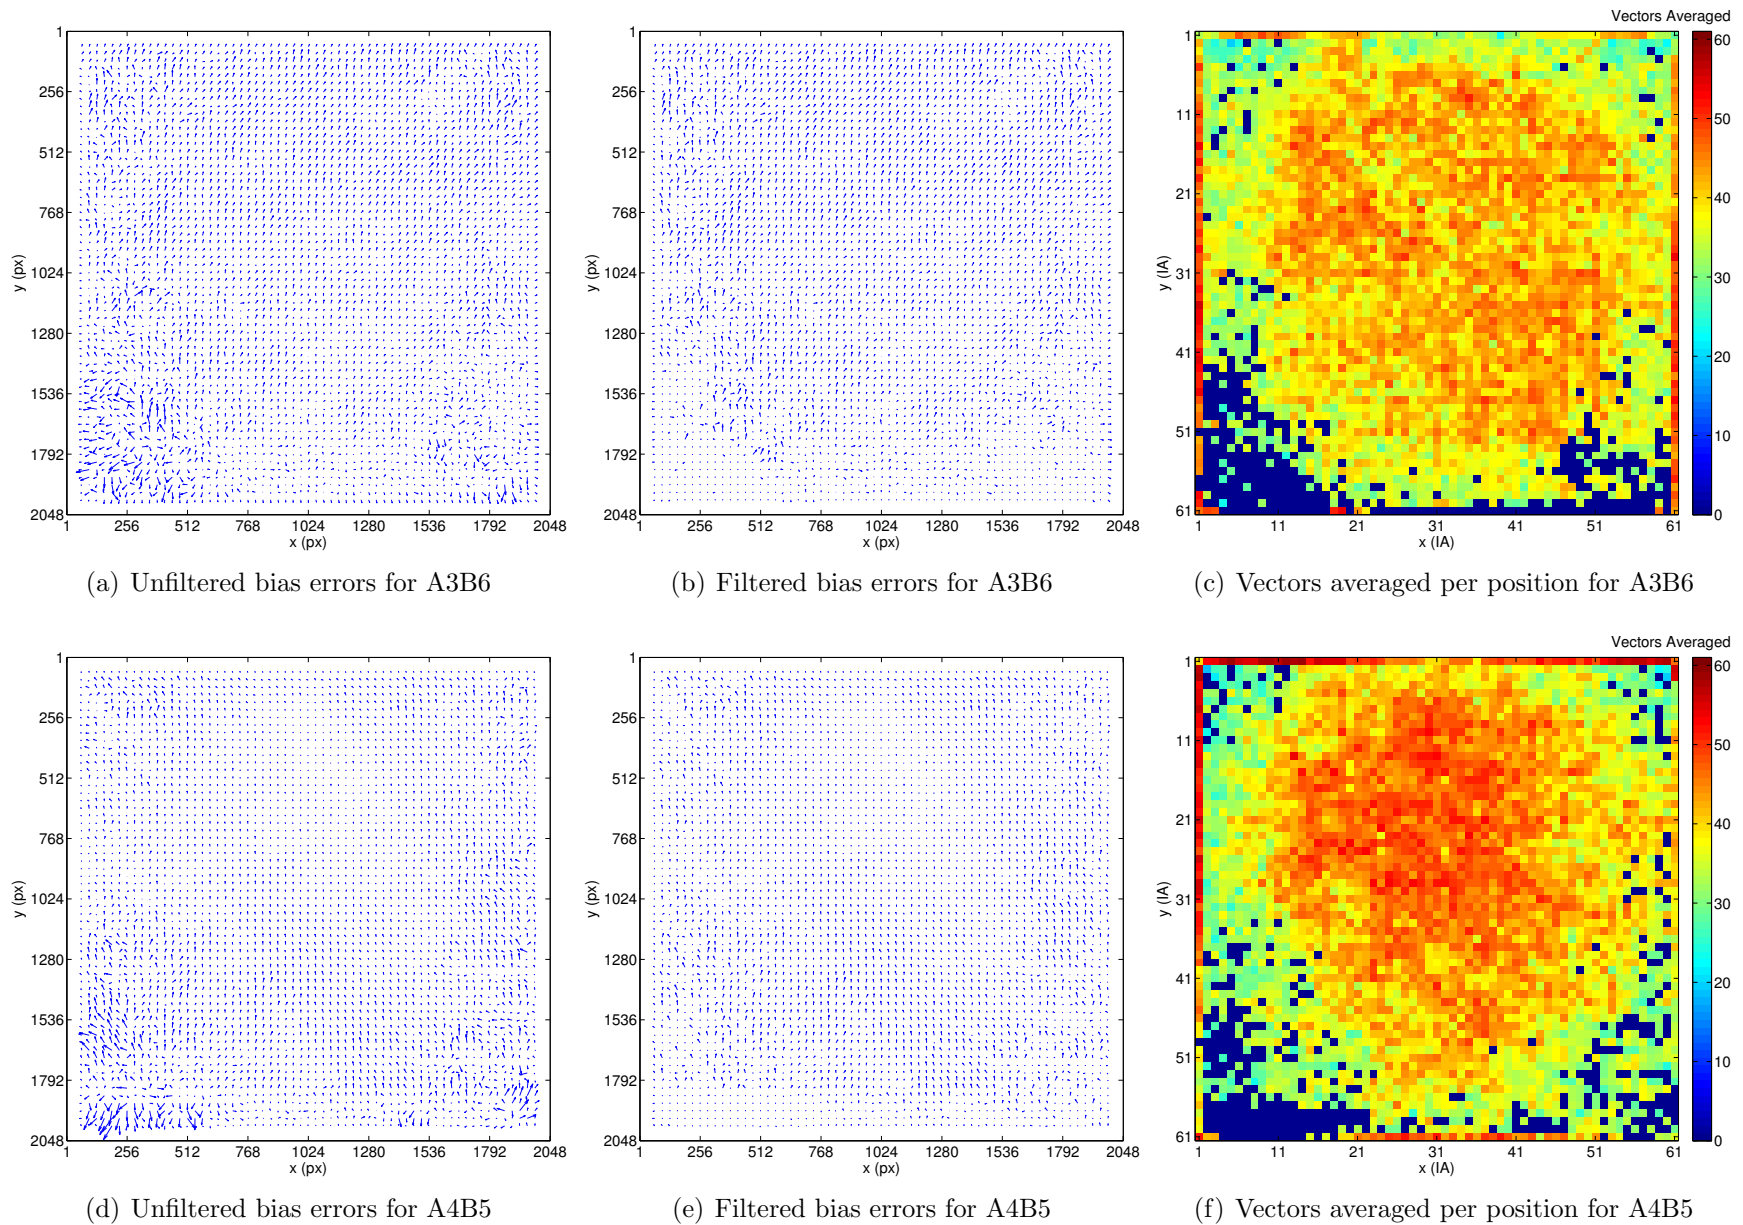 Vectors Averaged
1
256
512
768
1024
1280
1536
1792
2048
y (px)
1 256 512 768 1024 1280 1536 1792 2048
x (px)
(a) Unfiltered bias errors for A3B6
1
256
512
768
1024
1280
1536
1792
2048
y (px)
1 256 512 768 1024 1280 1536 1792 2048
x (px)
(b) Filtered bias errors for A3B6
1
11
21
31
41
51
61
y (IA)
1 11 21 31 41 51 61
x (IA)
60
50
40
30
20
10
0
(c) Vectors averaged per position for A3B6
1
256
512
768
1024
1280
1536
1792
2048
y (px)
1 256 512 768 1024 1280 1536 1792 2048
x (px)
(d) Unfiltered bias errors for A4B5
1
256
512
768
1024
1280
1536
1792
2048
y (px)
1 256 512 768 1024 1280 1536 1792 2048
x (px)
(e) Filtered bias errors for A4B5
Vectors Averaged
1
11
21
31
41
51
61
y (IA)
1 11 21 31 41 51 61
x (IA)
60
50
40
30
20
10
0
(f) Vectors averaged per position for A4B5